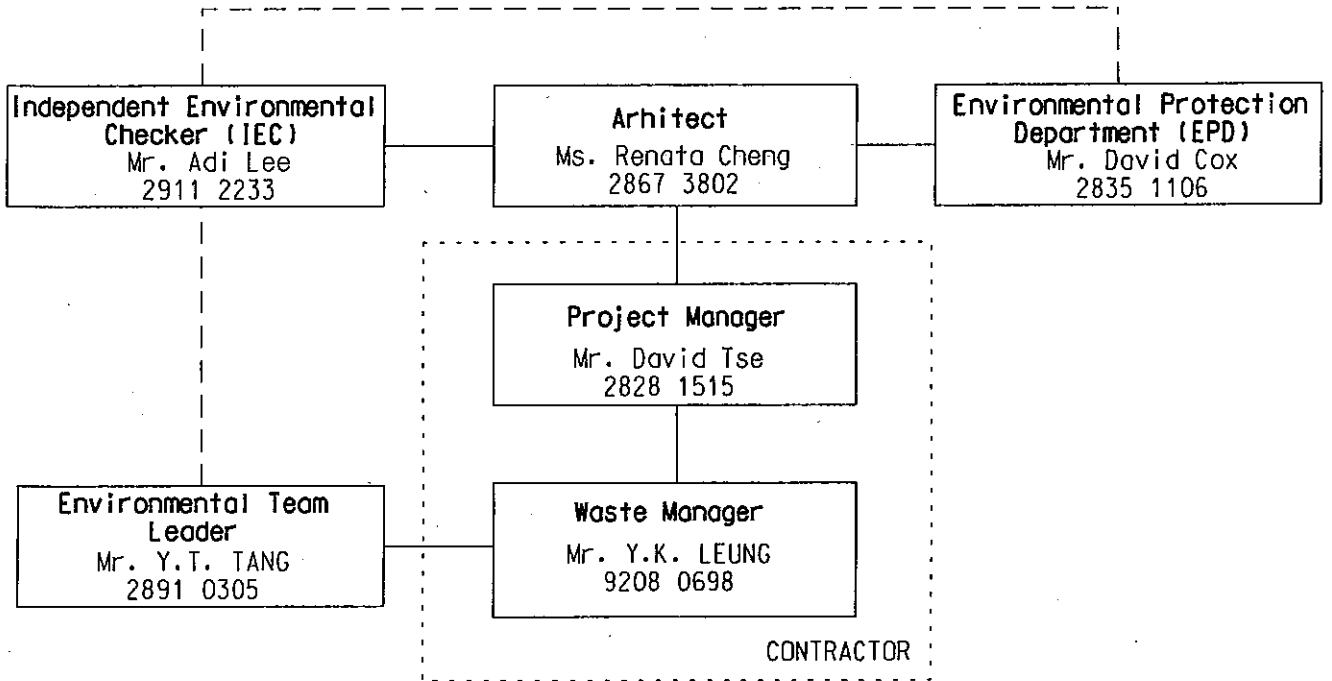 Independent Environmental
Checker (IEC)
Mr. Adi Lee
2911 2233
Arhitect
Ms. Renata Cheng
2867 3802
Environmental Protection
Department (EPD)
Mr. David Cox
2835 1106
Project Manager
Mr. David Tse
2828 1515
Environmental Team
Leader
Mr. Y.T. TANG
2891 0305
Waste Manager
Mr. Y.K. LEUNG
9208 0698
CONTRACTOR